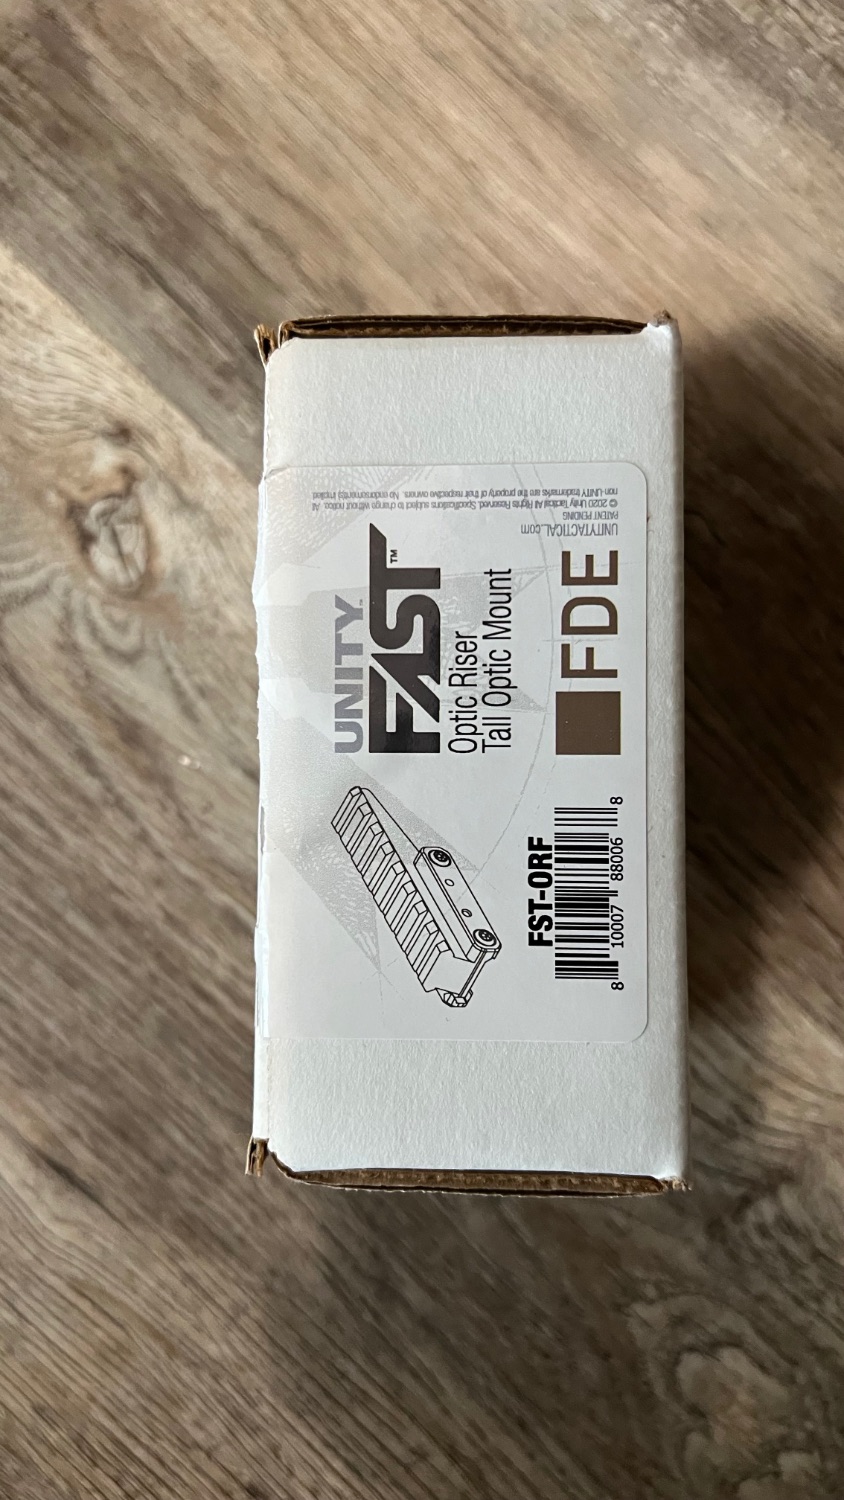 UNITY™
FAST™
Optic Riser
Tall Optic Mount
FDE
FST-ORF
8 10007 88006 8
UNITYTACTICAL.com
PATENT PENDING
© 2020 Unity Tactical All Rights Reserved. Specifications subject to change without notice. All
non-UNITY trademarks are the property of their respective owners. No endorsement(s) implied